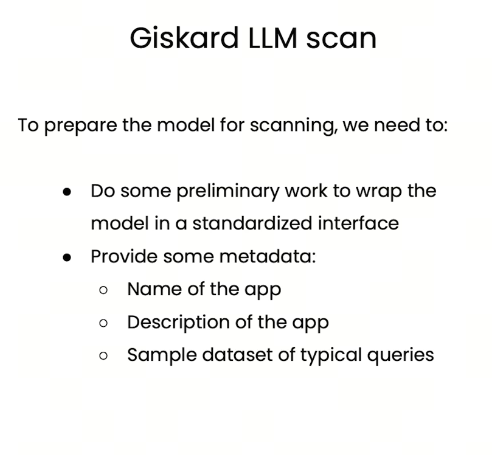 Giskard LLM scan
To prepare the model for scanning, we need to:
● Do some preliminary work to wrap the
model in a standardized interface
● Provide some metadata:
○ Name of the app
○ Description of the app
○ Sample dataset of typical queries